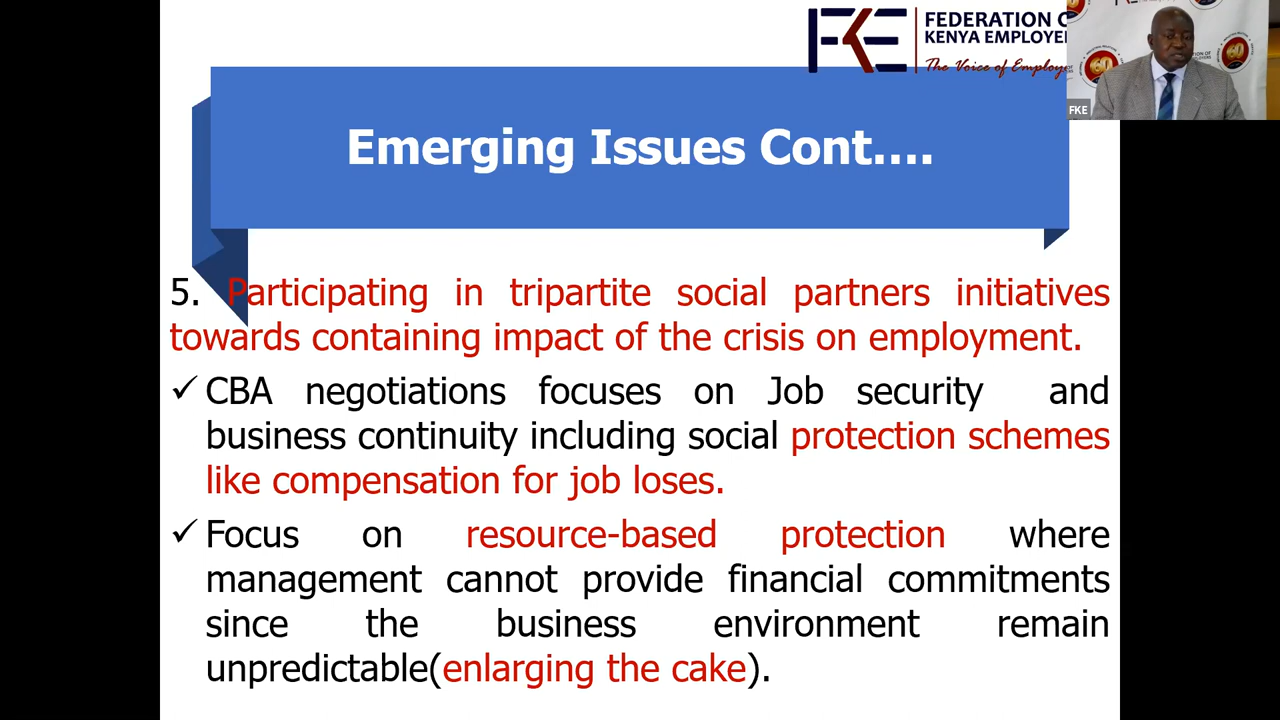 FEDERATION O
KENYA EMPLOYER
The Voice of Employe
FKE
60
60
Emerging Issues Cont....
5. Participating in tripartite social partners initiatives
towards containing impact of the crisis on employment.
✓ CBA negotiations focuses on Job security and
business continuity including social protection schemes
like compensation for job loses.
✓ Focus on resource-based protection where
management cannot provide financial commitments
since the business environment remain
unpredictable(enlarging the cake).